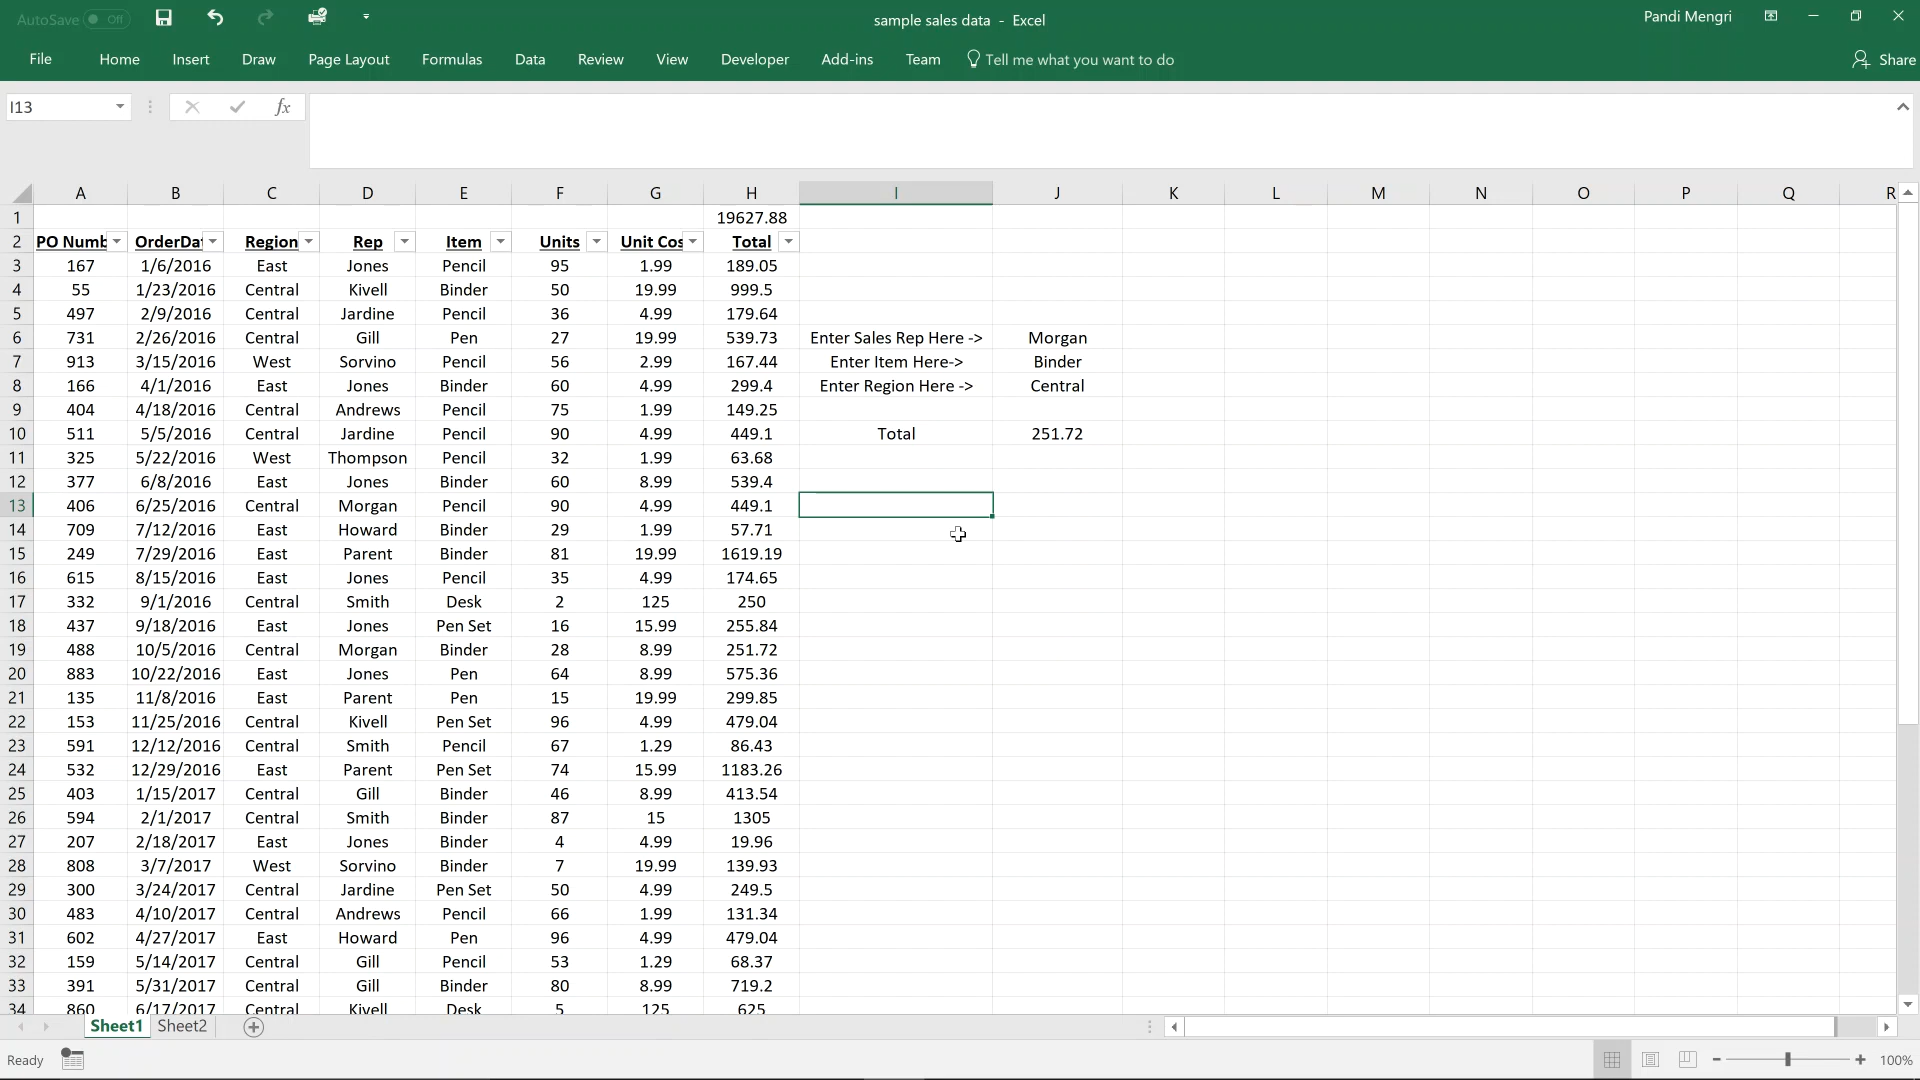 AutoSave Off
sample sales data - Excel
Pandi Mengri
File Home Insert Draw Page Layout Formulas Data Review View Developer Add-ins Team Tell me what you want to do Share
I13 fx
A B C D E F G H I J K L M N O P Q R
1 19627.88
2 PO Numb OrderDat Region Rep Item Units Unit Cos Total
3 167 1/6/2016 East Jones Pencil 95 1.99 189.05
4 55 1/23/2016 Central Kivell Binder 50 19.99 999.5
5 497 2/9/2016 Central Jardine Pencil 36 4.99 179.64
6 731 2/26/2016 Central Gill Pen 27 19.99 539.73 Enter Sales Rep Here -> Morgan
7 913 3/15/2016 West Sorvino Pencil 56 2.99 167.44 Enter Item Here-> Binder
8 166 4/1/2016 East Jones Binder 60 4.99 299.4 Enter Region Here -> Central
9 404 4/18/2016 Central Andrews Pencil 75 1.99 149.25
10 511 5/5/2016 Central Jardine Pencil 90 4.99 449.1 Total 251.72
11 325 5/22/2016 West Thompson Pencil 32 1.99 63.68
12 377 6/8/2016 East Jones Binder 60 8.99 539.4
13 406 6/25/2016 Central Morgan Pencil 90 4.99 449.1
14 709 7/12/2016 East Howard Binder 29 1.99 57.71
15 249 7/29/2016 East Parent Binder 81 19.99 1619.19
16 615 8/15/2016 East Jones Pencil 35 4.99 174.65
17 332 9/1/2016 Central Smith Desk 2 125 250
18 437 9/18/2016 East Jones Pen Set 16 15.99 255.84
19 488 10/5/2016 Central Morgan Binder 28 8.99 251.72
20 883 10/22/2016 East Jones Pen 64 8.99 575.36
21 135 11/8/2016 East Parent Pen 15 19.99 299.85
22 153 11/25/2016 Central Kivell Pen Set 96 4.99 479.04
23 591 12/12/2016 Central Smith Pencil 67 1.29 86.43
24 532 12/29/2016 East Parent Pen Set 74 15.99 1183.26
25 403 1/15/2017 Central Gill Binder 46 8.99 413.54
26 594 2/1/2017 Central Smith Binder 87 15 1305
27 207 2/18/2017 East Jones Binder 4 4.99 19.96
28 808 3/7/2017 West Sorvino Binder 7 19.99 139.93
29 300 3/24/2017 Central Jardine Pen Set 50 4.99 249.5
30 483 4/10/2017 Central Andrews Pencil 66 1.99 131.34
31 602 4/27/2017 East Howard Pen 96 4.99 479.04
32 159 5/14/2017 Central Gill Pencil 53 1.29 68.37
33 391 5/31/2017 Central Gill Binder 80 8.99 719.2
34 860 6/17/2017 Central Kivell Desk 5 125 625
Sheet1 Sheet2
Ready 100%